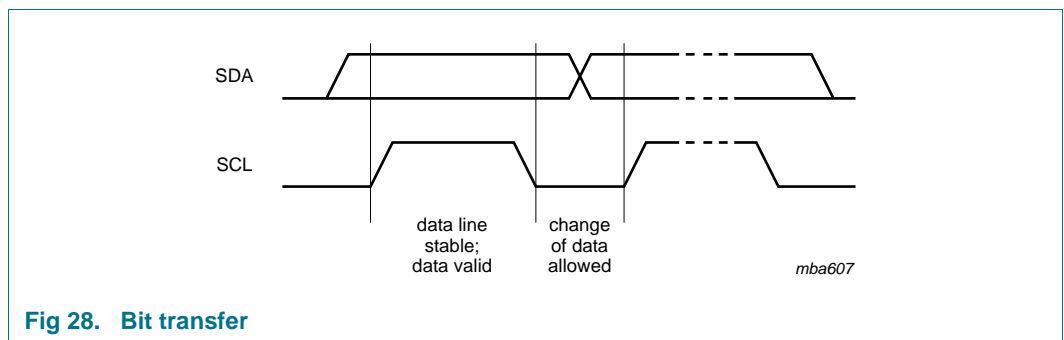 SDA
SCL
data line
stable;
data valid
change
of data
allowed
mba607
Fig 28. Bit transfer